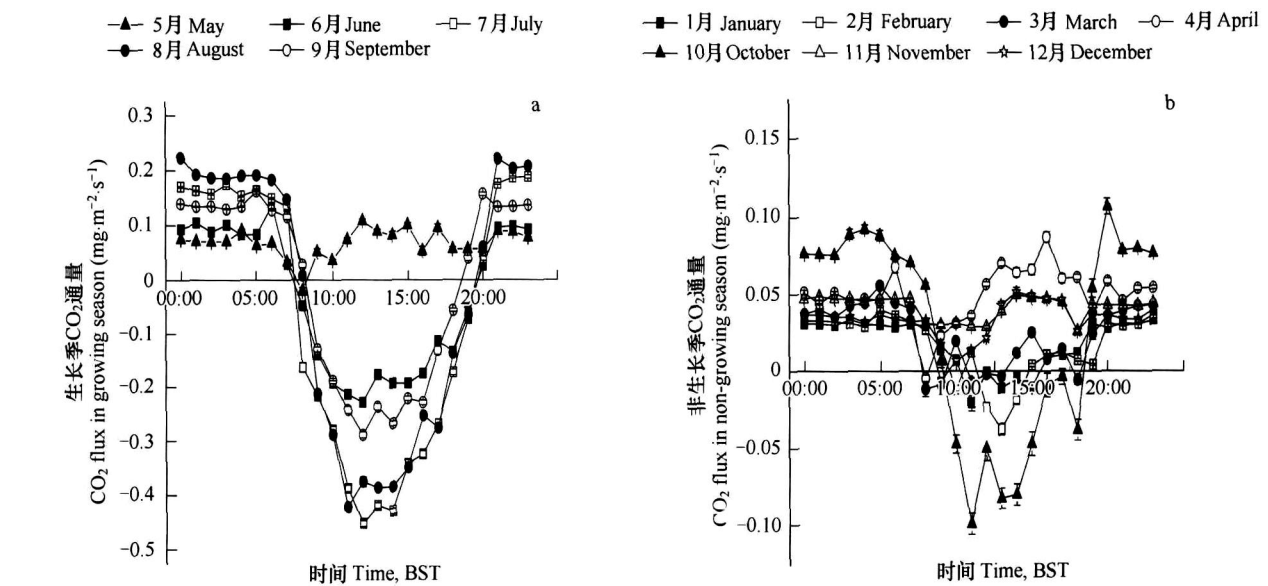 5月 May 6月 June 7月 July
8月 August 9月 September
a
生长季CO₂通量
CO₂ flux in growing season (mg·m⁻²·s⁻¹)
0.3
0.2
0.1
0
−0.1
−0.2
−0.3
−0.4
−0.5
00:00 05:00 10:00 15:00 20:00
时间 Time, BST
1月 January 2月 February 3月 March 4月 April
10月 October 11月 November 12月 December
b
非生长季CO₂通量
CO₂ flux in non-growing season (mg·m⁻²·s⁻¹)
0.15
0.10
0.05
0
−0.05
−0.10
00:00 05:00 10:00 15:00 20:00
时间 Time, BST